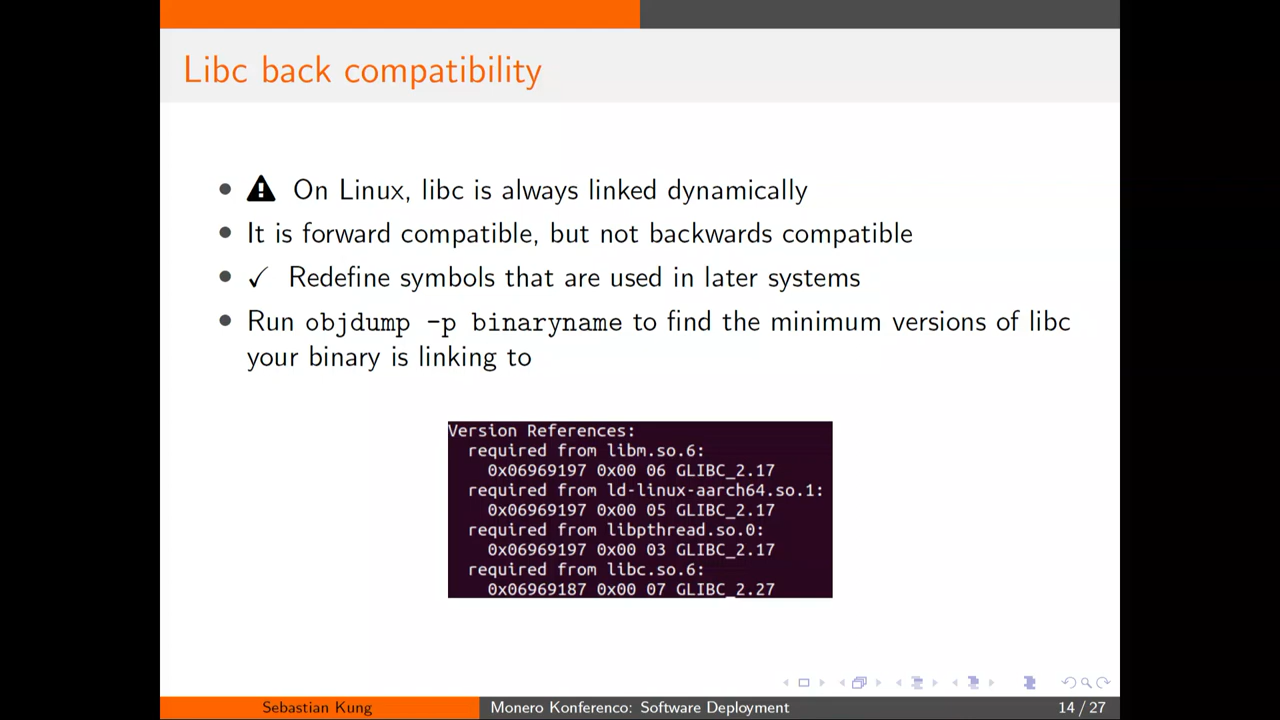 Libc back compatibility
On Linux, libc is always linked dynamically
It is forward compatible, but not backwards compatible
✓ Redefine symbols that are used in later systems
Run objdump -p binaryname to find the minimum versions of libc
your binary is linking to
Version References:
required from libm.so.6:
0x06969197 0x00 06 GLIBC_2.17
required from ld-linux-aarch64.so.1:
0x06969197 0x00 05 GLIBC_2.17
required from libpthread.so.0:
0x06969197 0x00 03 GLIBC_2.17
required from libc.so.6:
0x06969187 0x00 07 GLIBC_2.27
Sebastian Kung Monero Konferenco: Software Deployment 14 / 27